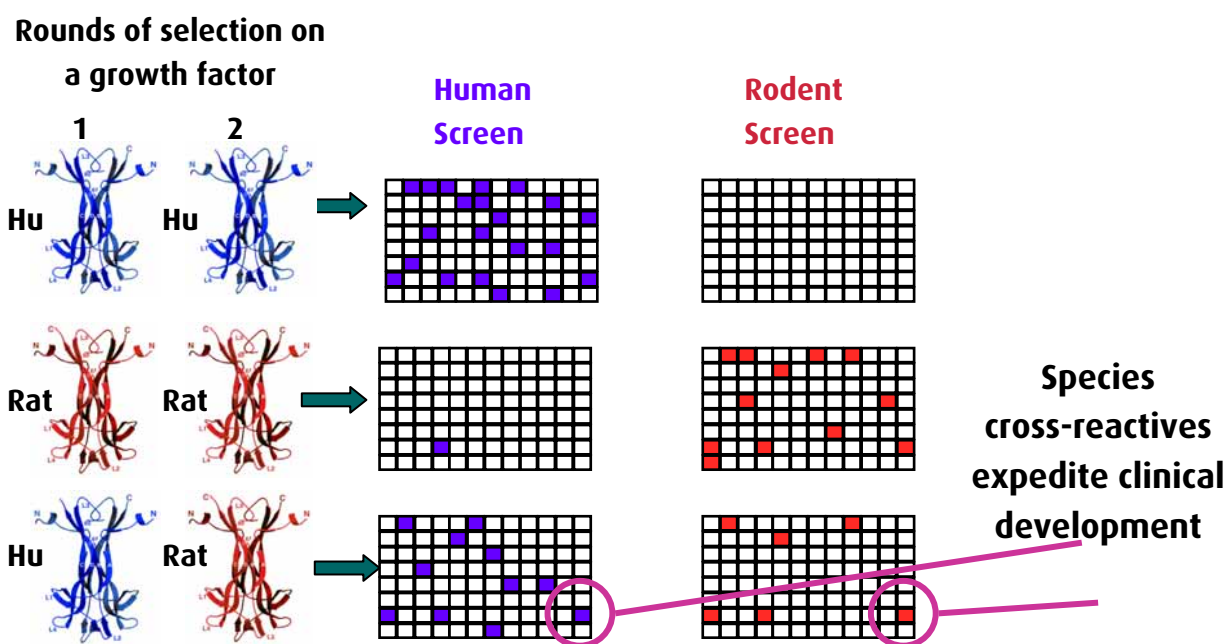 Rounds of selection on
a growth factor
1 2
Human
Screen
Rodent
Screen
Hu Hu
Rat Rat
Hu Rat
Species
cross-reactives
expedite clinical
development